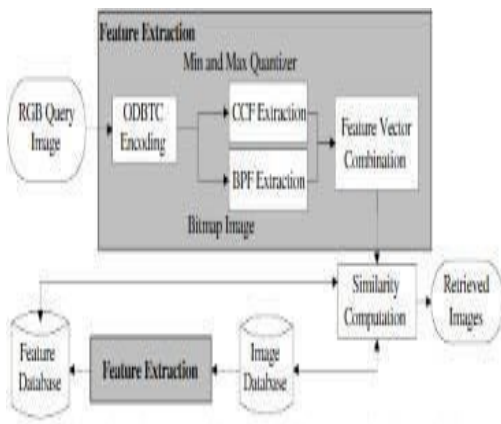 Feature Extraction
Min and Max Quantizer
RGB Query
Image
ODBTC
Encoding
CCF Extraction
BPF Extraction
Feature Vector
Combination
Bitmap Image
Similarity
Computation
Retrieved
Images
Feature
Database
Feature Extraction
Image
Database